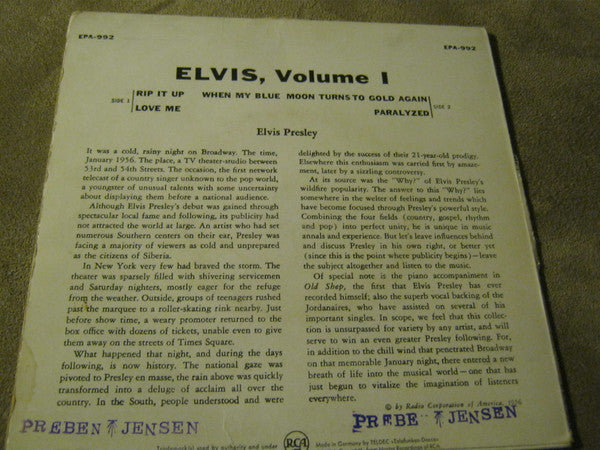 EPA-992
EPA-992
ELVIS, Volume I
SIDE 1
RIP IT UP
LOVE ME
WHEN MY BLUE MOON TURNS TO GOLD AGAIN
PARALYZED
SIDE 2
Elvis Presley
It was a cold, rainy night on Broadway. The time,
January 1956. The place, a TV theater-studio between
53rd and 54th Streets. The occasion, the first network
telecast of a country singer unknown to the pop world,
a youngster of unusual talents with some uncertainty
about displaying them before a national audience.
Although Elvis Presley's debut was gained through
spectacular local fame and following, its publicity had
not attracted the world at large. An artist who had set
numerous Southern centers on their ear, Presley was
facing a majority of viewers as cold and unprepared
as the citizens of Siberia.
In New York very few had braved the storm. The
theater was sparsely filled with shivering servicemen
and Saturday nighters, mostly eager for the refuge
from the weather. Outside, groups of teenagers rushed
past the marquee to a roller-skating rink nearby. Just
before show time, a weary promoter returned to the
box office with dozens of tickets, unable even to give
them away on the streets of Times Square.
What happened that night, and during the days
following, is now history. The national gaze was
pivoted to Presley en masse, the rain above was quickly
transformed into a deluge of acclaim all over the
country. In the South, people understood and were
delighted by the success of their 21-year-old prodigy.
Elsewhere this enthusiasm was carried first by amaze-
ment, later by a sizzling controversy.
At its source was the "Why?" of Elvis Presley's
wildfire popularity. The answer to this "Why?" lies
somewhere in the welter of feelings and trends which
have become focused through Presley's powerful style.
Combining the four fields (country, gospel, rhythm
and pop) into perfect unity, he is unique in music
annals and experience. But let's leave influences behind
and discuss Presley in his own right, or better yet
(since this is the point where publicity begins)—leave
the subject altogether and listen to the music.
Of special note is the piano accompaniment in
Old Shep, the first that Elvis Presley has ever
recorded himself; also the superb vocal backing of the
Jordanaires, who have assisted on several of his
important singles. In scope, we feel that this collec-
tion is unsurpassed for variety by any artist, and will
serve to win an even greater Presley following. For,
in addition to the chill wind that penetrated Broadway
on that memorable January night, there entered a new
breath of life into the musical world—one that has
just begun to vitalize the imagination of listeners
everywhere.
© by Radio Corporation of America, 1956
PREBEN JENSEN
PREBE JENSEN
Trademark(s) used by authority and under
RCA
Made in Germany by TELDEC »Telefunken-Decca«
of RCA.